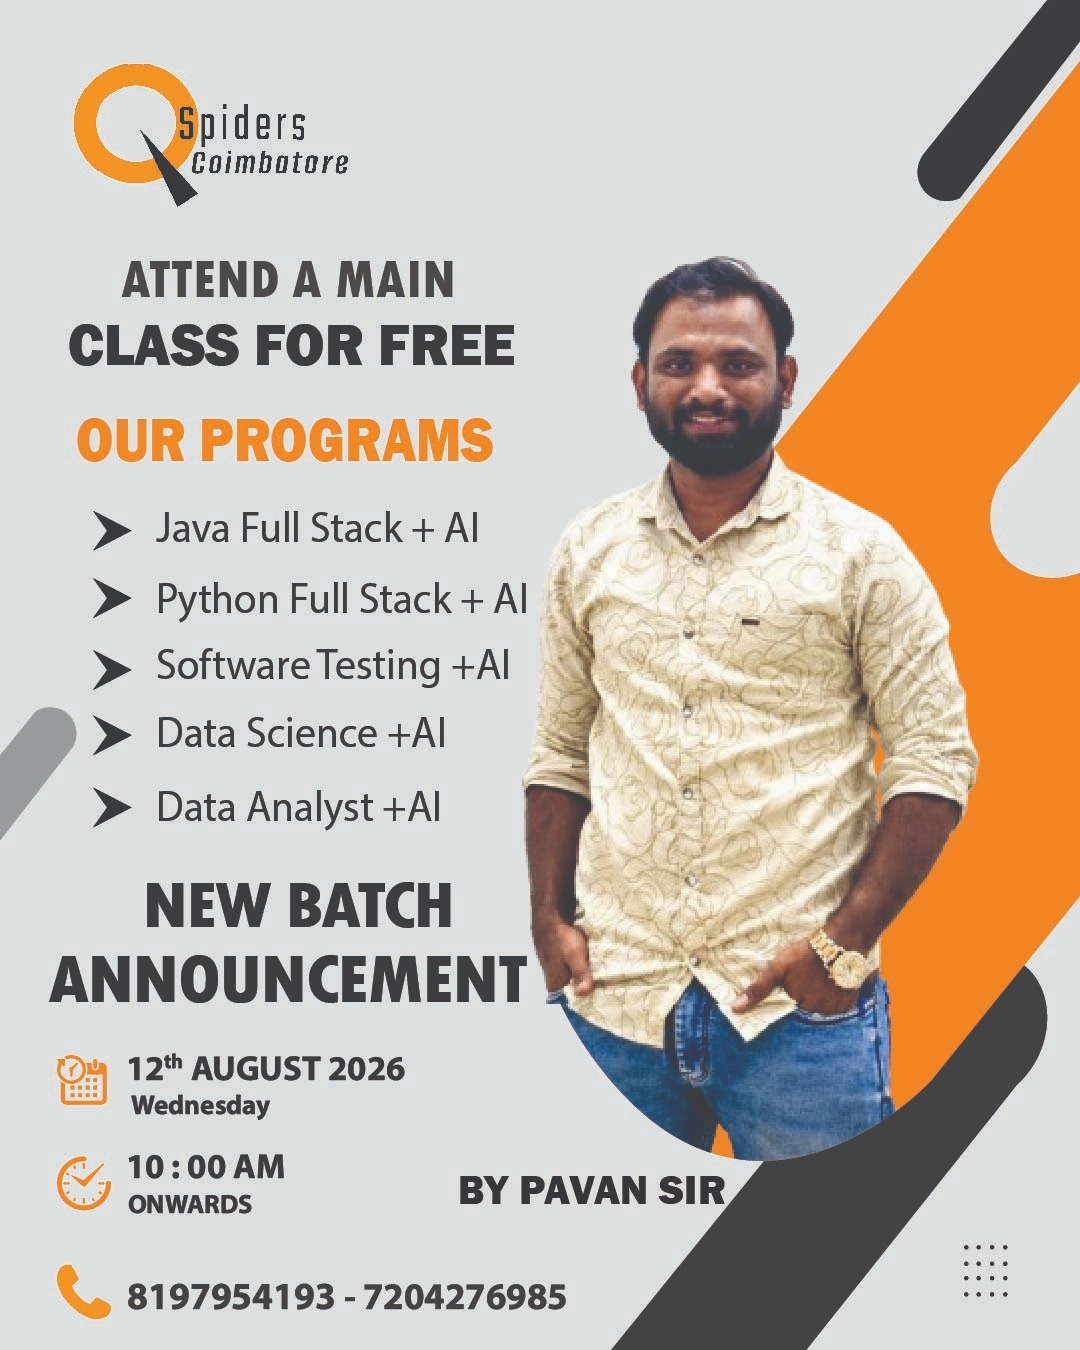 Spiders
Coimbatore
ATTEND A MAIN
CLASS FOR FREE
OUR PROGRAMS
Java Full Stack + AI
Python Full Stack + AI
Software Testing +AI
Data Science +AI
Data Analyst +AI
NEW BATCH
ANNOUNCEMENT
12th AUGUST 2026
Wednesday
10 : 00 AM
ONWARDS
BY PAVAN SIR
8197954193 - 7204276985